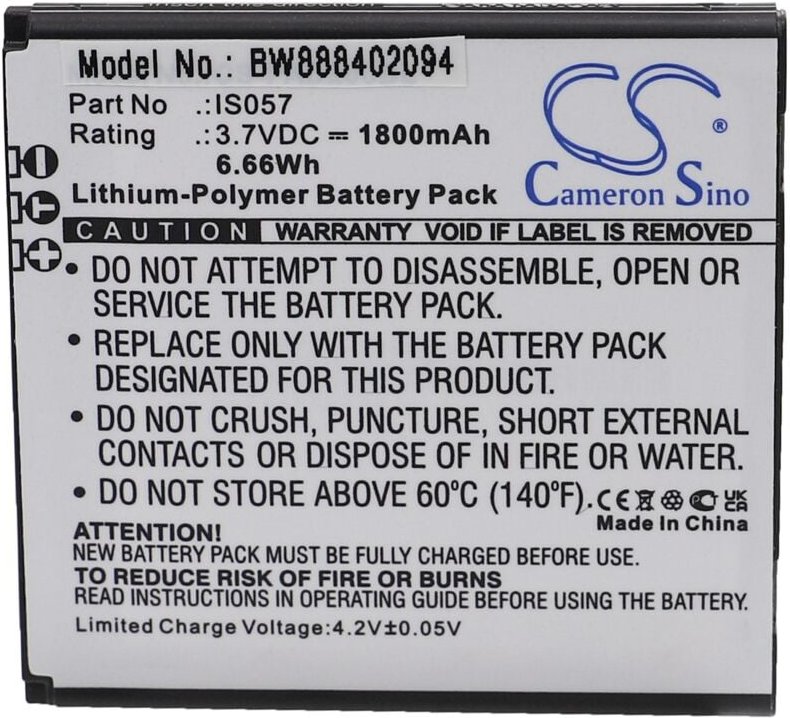 Model No.: BW888402094
Part No .: IS057
Rating .: 3.7VDC ⎓ 1800mAh
6.66Wh
Lithium-Polymer Battery Pack
CS ®
Cameron Sino
CAUTION WARRANTY VOID IF LABEL IS REMOVED
• DO NOT ATTEMPT TO DISASSEMBLE, OPEN OR
SERVICE THE BATTERY PACK.
• REPLACE ONLY WITH THE BATTERY PACK
DESIGNATED FOR THIS PRODUCT.
• DO NOT CRUSH, PUNCTURE, SHORT EXTERNAL
CONTACTS OR DISPOSE OF IN FIRE OR WATER.
• DO NOT STORE ABOVE 60°C (140°F). CE UKCA
Made In China
ATTENTION!
NEW BATTERY PACK MUST BE FULLY CHARGED BEFORE USE.
TO REDUCE RISK OF FIRE OR BURNS,
READ INSTRUCTIONS IN OPERATING GUIDE BEFORE USING THE BATTERY.
Limited Charge Voltage:4.2V±0.05V